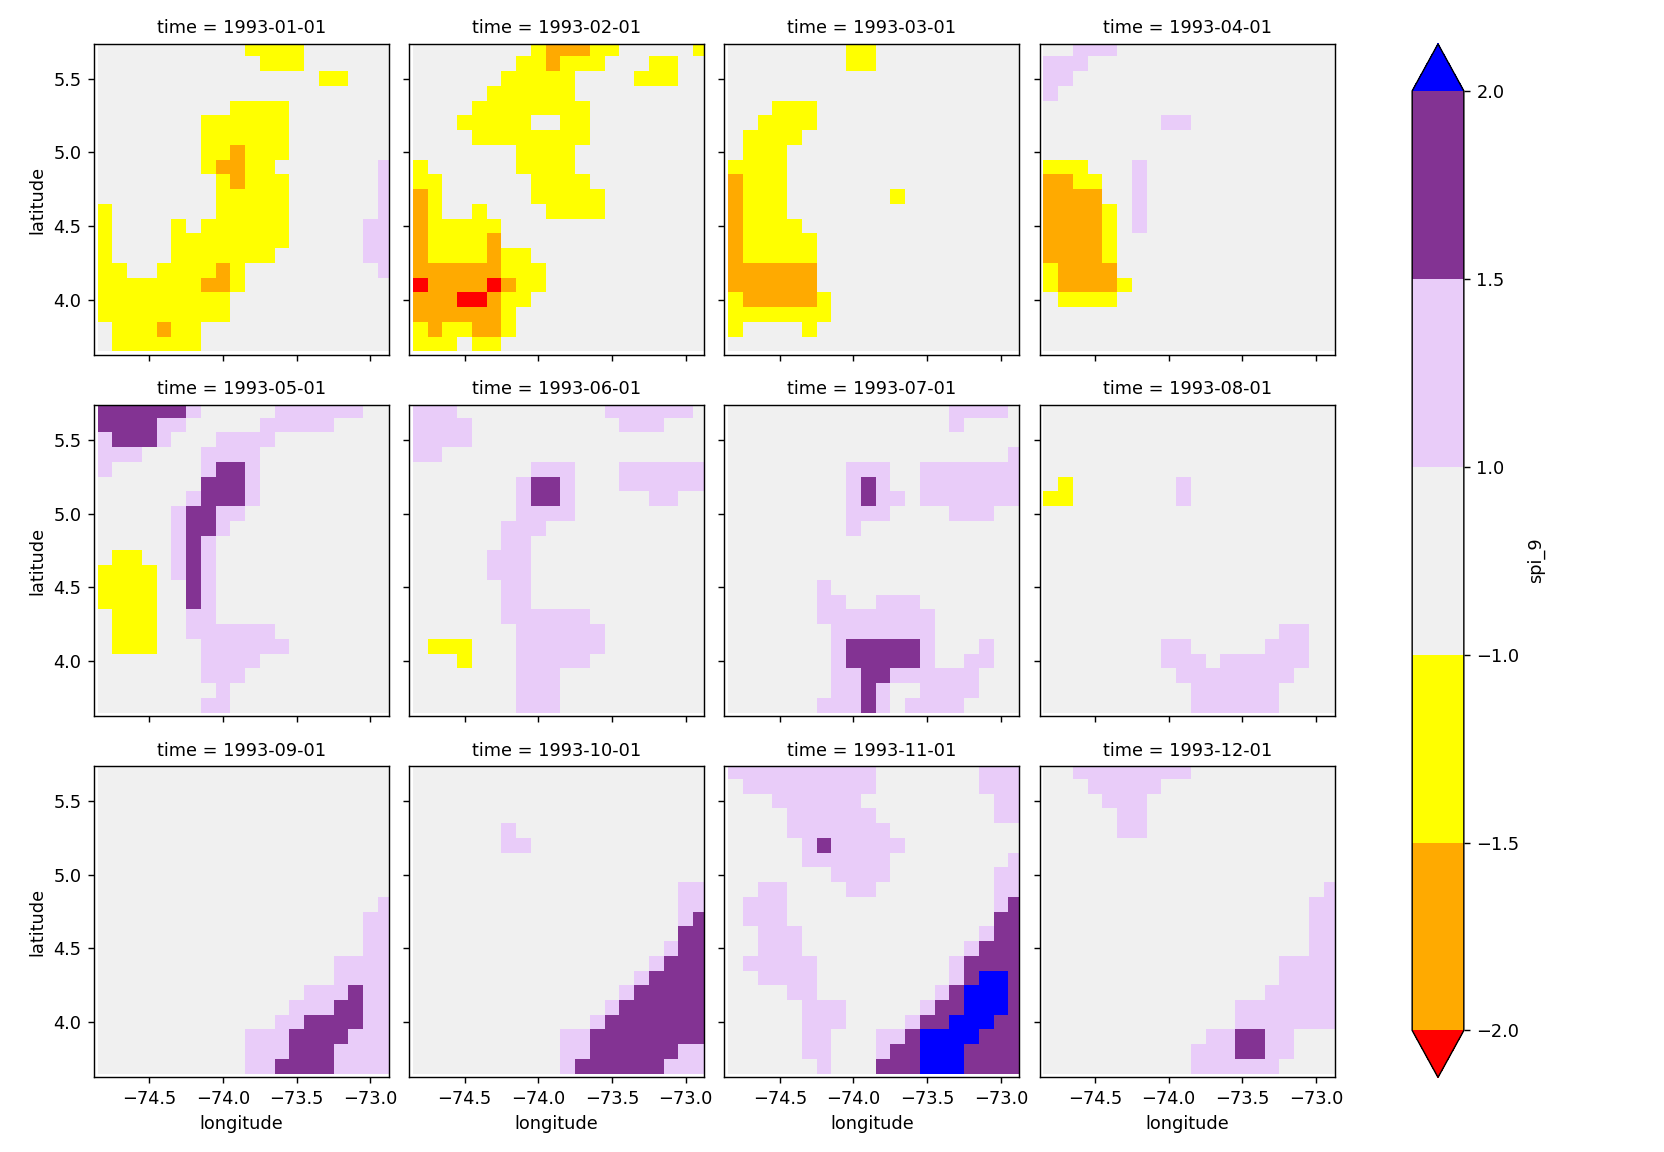 time = 1993-01-01
time = 1993-02-01
time = 1993-03-01
time = 1993-04-01
latitude
5.5
5.0
4.5
4.0
time = 1993-05-01
time = 1993-06-01
time = 1993-07-01
time = 1993-08-01
latitude
5.5
5.0
4.5
4.0
time = 1993-09-01
time = 1993-10-01
time = 1993-11-01
time = 1993-12-01
latitude
5.5
5.0
4.5
4.0
−74.5 −74.0 −73.5 −73.0
−74.5 −74.0 −73.5 −73.0
−74.5 −74.0 −73.5 −73.0
−74.5 −74.0 −73.5 −73.0
longitude
longitude
longitude
longitude
2.0
1.5
1.0
−1.0
−1.5
−2.0
spi_9